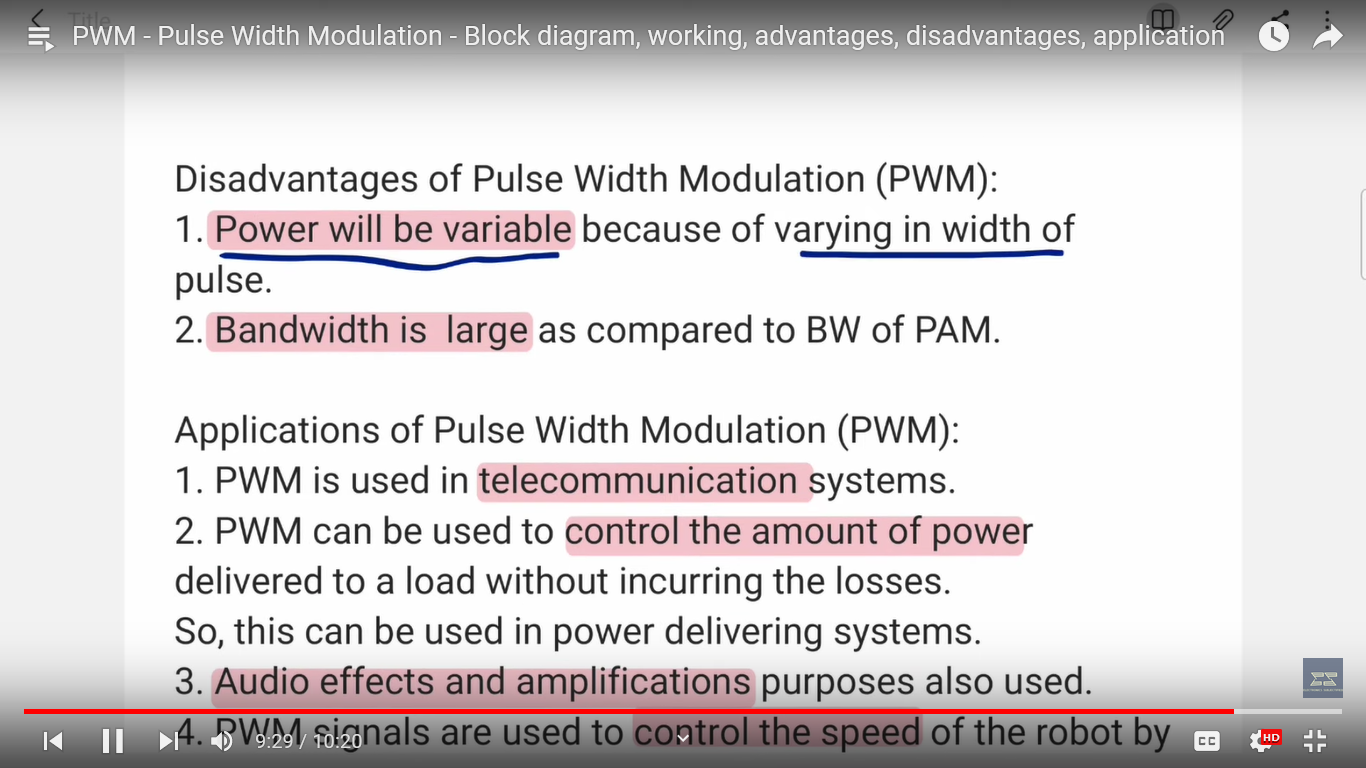 Title
PWM - Pulse Width Modulation - Block diagram, working, advantages, disadvantages, application
Disadvantages of Pulse Width Modulation (PWM):
1. Power will be variable because of varying in width of
pulse.
2. Bandwidth is large as compared to BW of PAM.
Applications of Pulse Width Modulation (PWM):
1. PWM is used in telecommunication systems.
2. PWM can be used to control the amount of power
delivered to a load without incurring the losses.
So, this can be used in power delivering systems.
3. Audio effects and amplifications purposes also used.
4. PWM signals are used to control the speed of the robot by
9:29 / 10:20
CC
HD